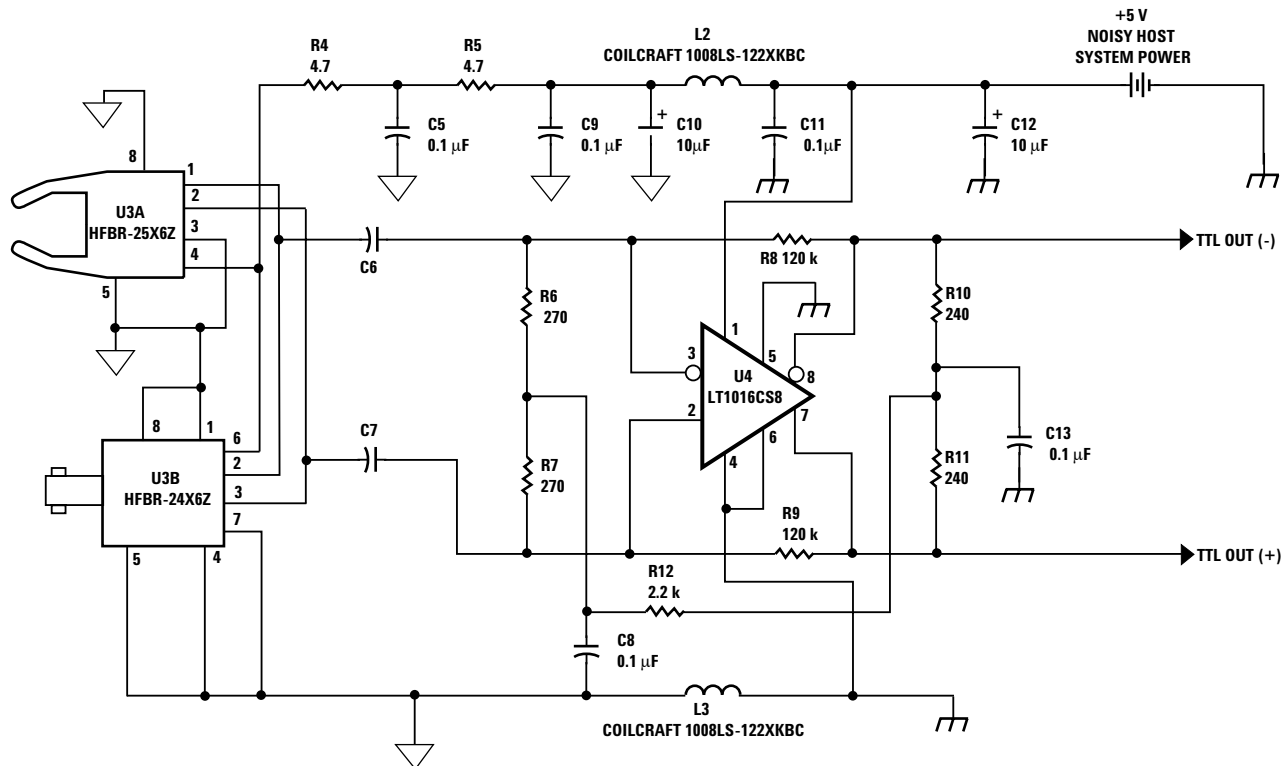 +5 V
NOISY HOST
SYSTEM POWER
L2
COILCRAFT 1008LS-122XKBC
R4
4.7
R5
4.7
C5
0.1 μF
C9
0.1 μF
+
C10
10μF
C11
0.1μF
+
C12
10 μF
8
1
2
3
4
5
U3A
HFBR-25X6Z
C6
R8 120 k
TTL OUT (-)
R6
270
R10
240
1
3
5
U4
LT1016CS8
8
2
7
6
4
C13
0.1 μF
R11
240
8
1
6
2
3
7
5
4
U3B
HFBR-24X6Z
C7
R7
270
R9
120 k
TTL OUT (+)
R12
2.2 k
C8
0.1 μF
L3
COILCRAFT 1008LS-122XKBC